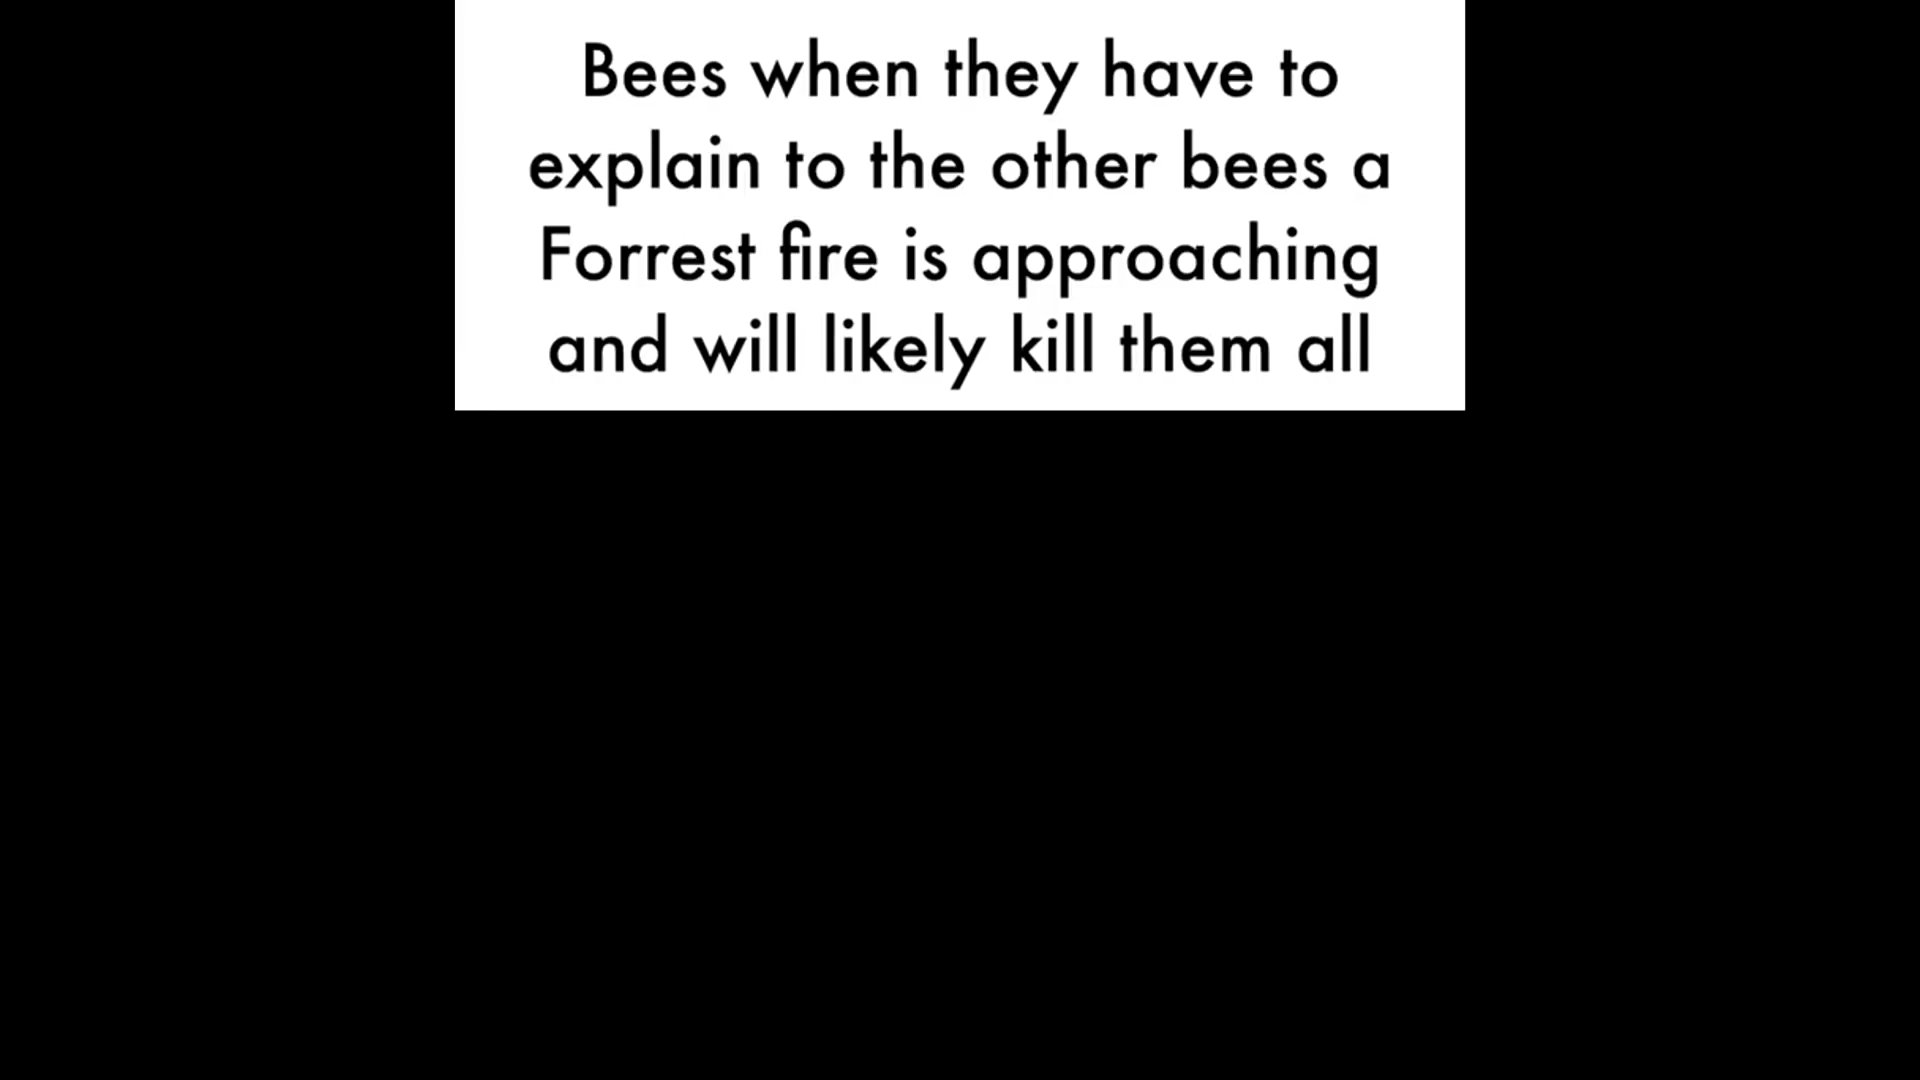 Bees when they have to
explain to the other bees a
Forrest fire is approaching
and will likely kill them all